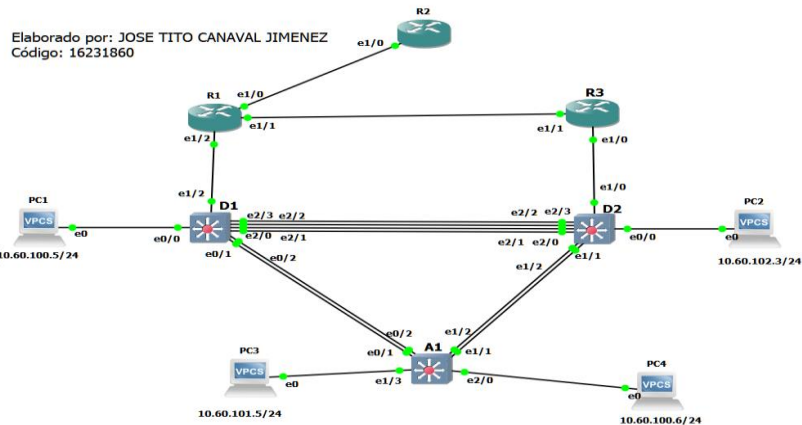 R2
Elaborado por: JOSE TITO CANAVAL JIMENEZ
Código: 16231860
e1/0
R1
e1/0
R3
e1/1
e1/2
e1/1
e1/0
e1/2
e1/0
PC1
VPCS
D1
e2/3
e2/2
e2/2
e2/3
D2
PC2
VPCS
e0
e0/0
e2/0
e2/1
e2/1
e2/0
e0/0
e0
10.60.100.5/24
e0/1
e0/2
e1/2
e1/1
10.60.102.3/24
e0/2
e1/2
PC3
e0/1
A1
e1/1
PC4
VPCS
e0
e1/3
e2/0
VPCS
e0
10.60.101.5/24
10.60.100.6/24